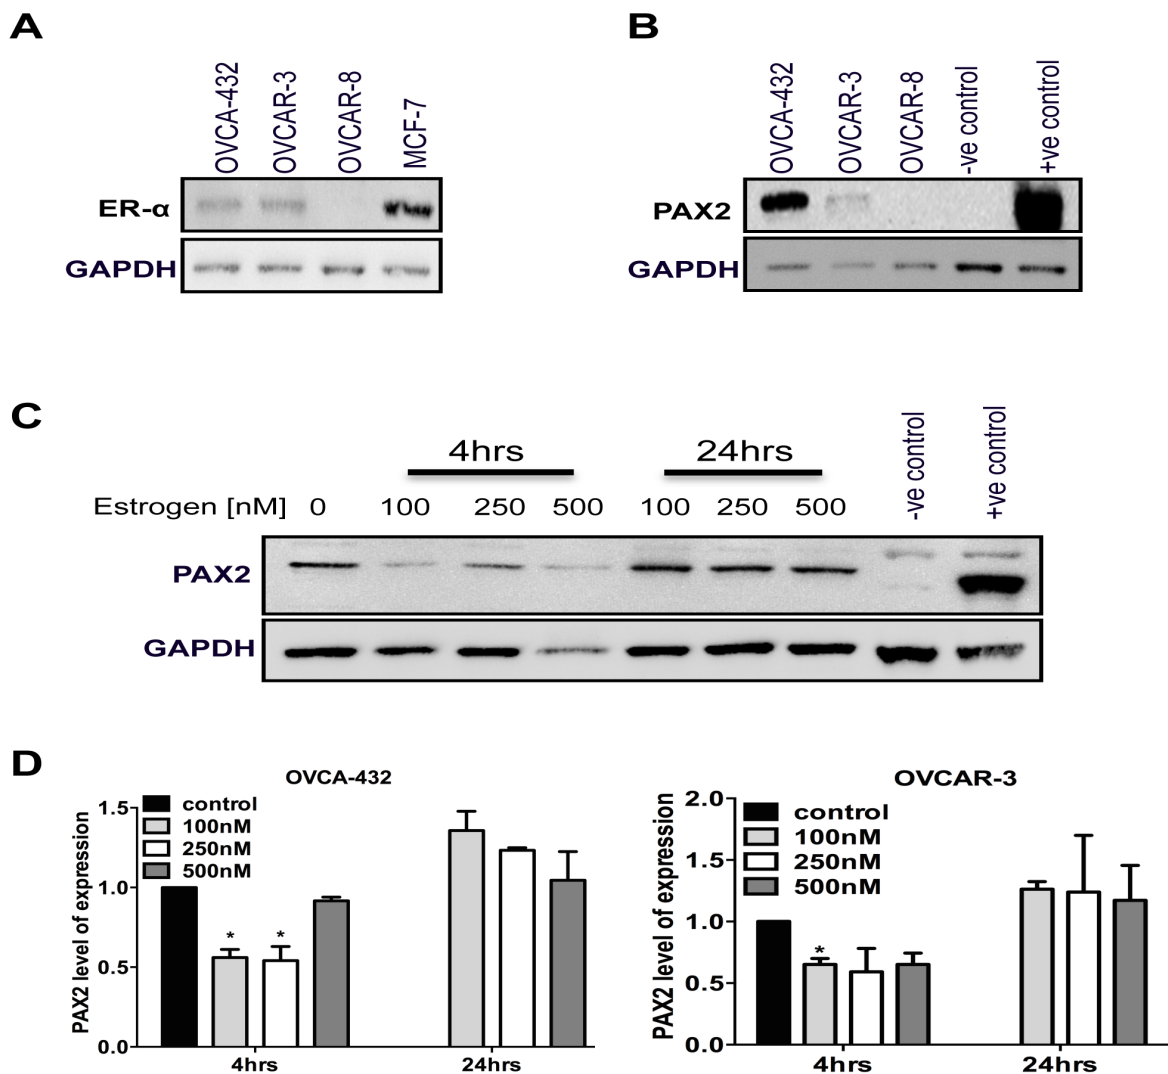 A
OVCA-432
OVCAR-3
OVCAR-8
MCF-7
ER-α
GAPDH
B
OVCA-432
OVCAR-3
OVCAR-8
-ve control
+ve control
PAX2
GAPDH
C
4hrs
24hrs
-ve control
+ve control
Estrogen [nM] 0 100 250 500 100 250 500
PAX2
GAPDH
D
OVCA-432
PAX2 level of expression
1.5
1.0
0.5
0.0
control
100nM
250nM
500nM
* *
4hrs 24hrs
OVCAR-3
PAX2 level of expression
2.0
1.5
1.0
0.5
0.0
control
100nM
250nM
500nM
*
4hrs 24hrs